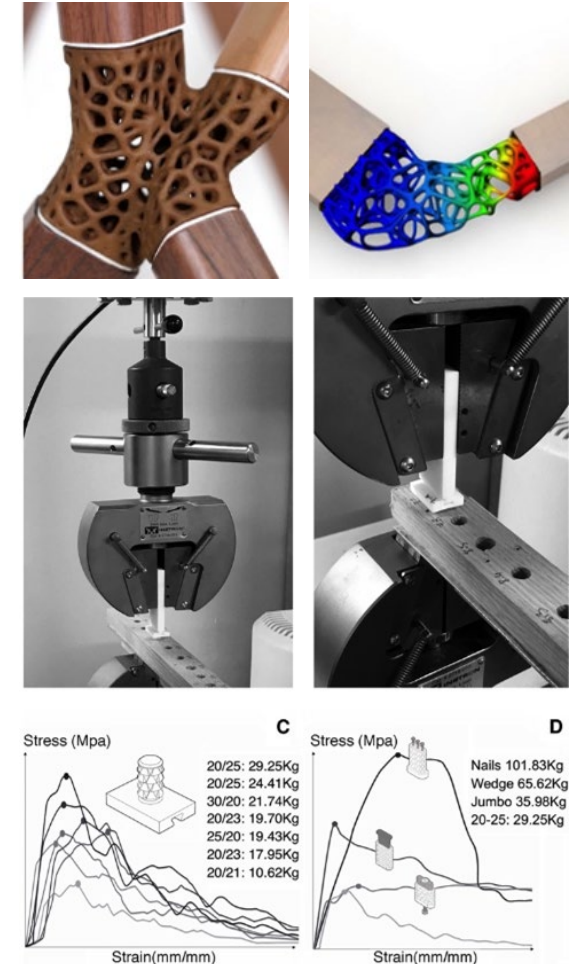 C
Stress (Mpa)
20/25: 29.25Kg
20/25: 24.41Kg
30/20: 21.74Kg
20/23: 19.70Kg
25/20: 19.43Kg
20/23: 17.95Kg
20/21: 10.62Kg
Strain(mm/mm)
D
Stress (Mpa)
Nails 101.83Kg
Wedge 65.62Kg
Jumbo 35.98Kg
20-25: 29.25Kg
Strain(mm/mm)